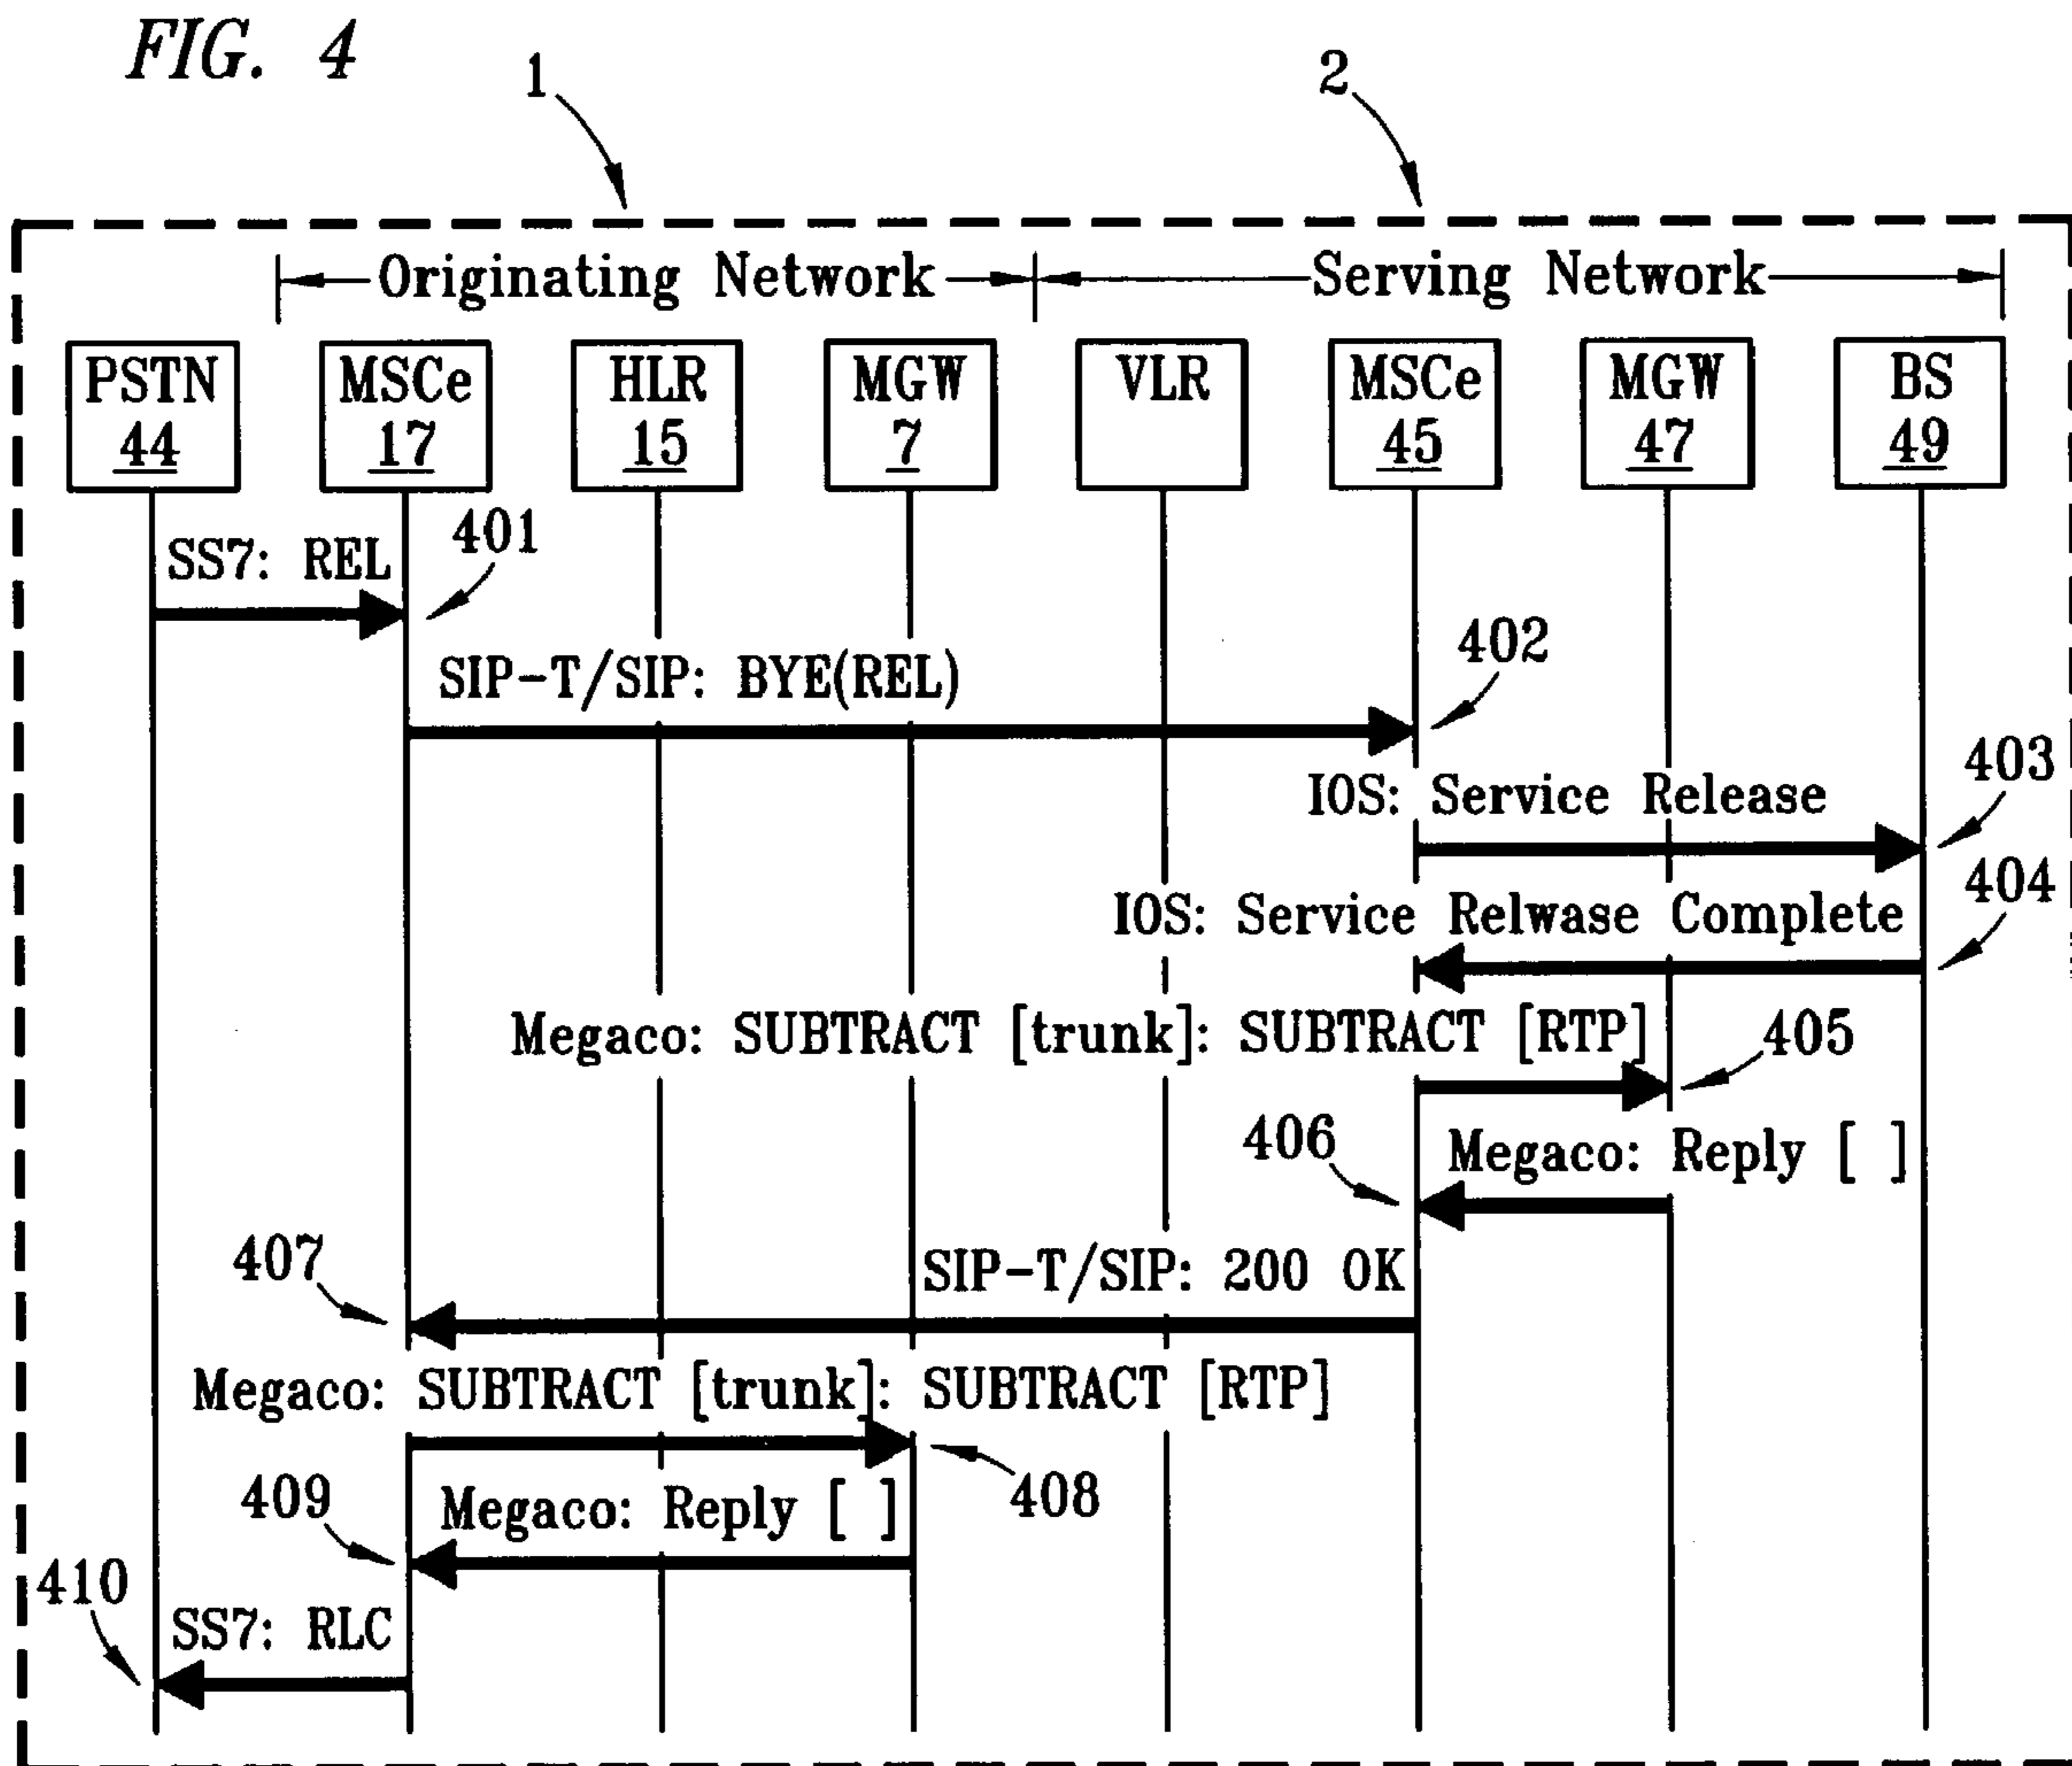 FIG. 4
1
2
Originating Network
Serving Network
PSTN
44
MSCe
17
HLR
15
MGW
7
VLR
MSCe
45
MGW
47
BS
49
SS7: REL
401
SIP-T/SIP: BYE(REL)
402
IOS: Service Release
403
IOS: Service Relwase Complete
404
Megaco: SUBTRACT [trunk]: SUBTRACT [RTP]
405
406
Megaco: Reply [ ]
407
SIP-T/SIP: 200 OK
Megaco: SUBTRACT [trunk]: SUBTRACT [RTP]
408
409
Megaco: Reply [ ]
410
SS7: RLC